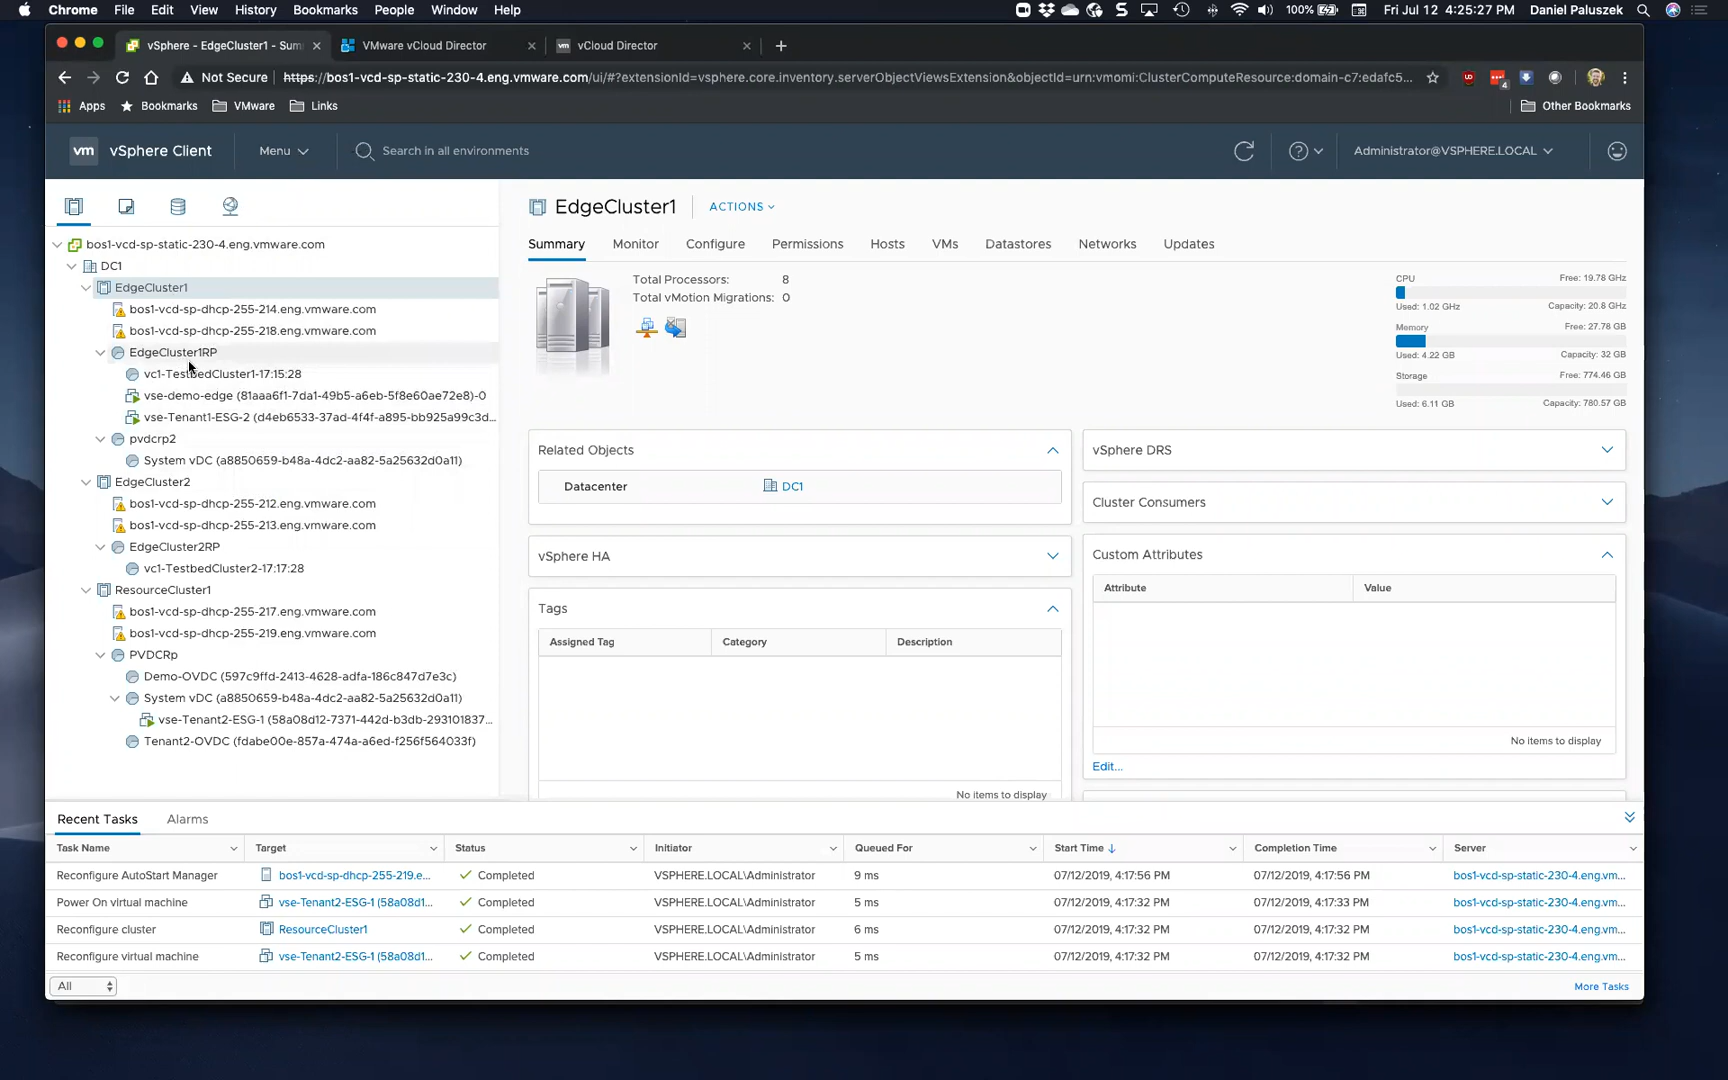 Chrome File Edit View History Bookmarks People Window Help 100% Fri Jul 12 4:25:27 PM Daniel Paluszek
vSphere - EdgeCluster1 - Sum VMware vCloud Director vm vCloud Director
Not Secure https://bos1-vcd-sp-static-230-4.eng.vmware.com/ui/#?extensionId=vsphere.core.inventory.serverObjectViewsExtension&objectId=urn:vmomi:ClusterComputeResource:domain-c7:edafc5... 4
Apps Bookmarks VMware Links Other Bookmarks
vm vSphere Client Menu Search in all environments Administrator@VSPHERE.LOCAL
EdgeCluster1 ACTIONS
Summary Monitor Configure Permissions Hosts VMs Datastores Networks Updates
bos1-vcd-sp-static-230-4.eng.vmware.com
DC1
EdgeCluster1
bos1-vcd-sp-dhcp-255-214.eng.vmware.com
bos1-vcd-sp-dhcp-255-218.eng.vmware.com
EdgeCluster1RP
vc1-TestbedCluster1-17:15:28
vse-demo-edge (81aaa6f1-7da1-49b5-a6eb-5f8e60ae72e8)-0
vse-Tenant1-ESG-2 (d4eb6533-37ad-4f4f-a895-bb925a99c3d...
pvdcrp2
System vDC (a8850659-b48a-4dc2-aa82-5a25632d0a11)
EdgeCluster2
bos1-vcd-sp-dhcp-255-212.eng.vmware.com
bos1-vcd-sp-dhcp-255-213.eng.vmware.com
EdgeCluster2RP
vc1-TestbedCluster2-17:17:28
ResourceCluster1
bos1-vcd-sp-dhcp-255-217.eng.vmware.com
bos1-vcd-sp-dhcp-255-219.eng.vmware.com
PVDCRp
Demo-OVDC (597c9ffd-2413-4628-adfa-186c847d7e3c)
System vDC (a8850659-b48a-4dc2-aa82-5a25632d0a11)
vse-Tenant2-ESG-1 (58a08d12-7371-442d-b3db-293101837...
Tenant2-OVDC (fdabe00e-857a-474a-a6ed-f256f564033f)
Total Processors: 8
Total vMotion Migrations: 0
CPU Free: 19.78 GHz
Used: 1.02 GHz Capacity: 20.8 GHz
Memory Free: 27.78 GB
Used: 4.22 GB Capacity: 32 GB
Storage Free: 774.46 GB
Used: 6.11 GB Capacity: 780.57 GB
Related Objects
Datacenter DC1
vSphere HA
Tags
Assigned Tag Category Description
No items to display
vSphere DRS
Cluster Consumers
Custom Attributes
Attribute Value
No items to display
Edit...
Recent Tasks Alarms
Task Name Target Status Initiator Queued For Start Time Completion Time Server
Reconfigure AutoStart Manager bos1-vcd-sp-dhcp-255-219.e... Completed VSPHERE.LOCAL\Administrator 9 ms 07/12/2019, 4:17:56 PM 07/12/2019, 4:17:56 PM bos1-vcd-sp-static-230-4.eng.vm...
Power On virtual machine vse-Tenant2-ESG-1 (58a08d1... Completed VSPHERE.LOCAL\Administrator 5 ms 07/12/2019, 4:17:32 PM 07/12/2019, 4:17:33 PM bos1-vcd-sp-static-230-4.eng.vm...
Reconfigure cluster ResourceCluster1 Completed VSPHERE.LOCAL\Administrator 6 ms 07/12/2019, 4:17:32 PM 07/12/2019, 4:17:32 PM bos1-vcd-sp-static-230-4.eng.vm...
Reconfigure virtual machine vse-Tenant2-ESG-1 (58a08d1... Completed VSPHERE.LOCAL\Administrator 5 ms 07/12/2019, 4:17:32 PM 07/12/2019, 4:17:32 PM bos1-vcd-sp-static-230-4.eng.vm...
All More Tasks